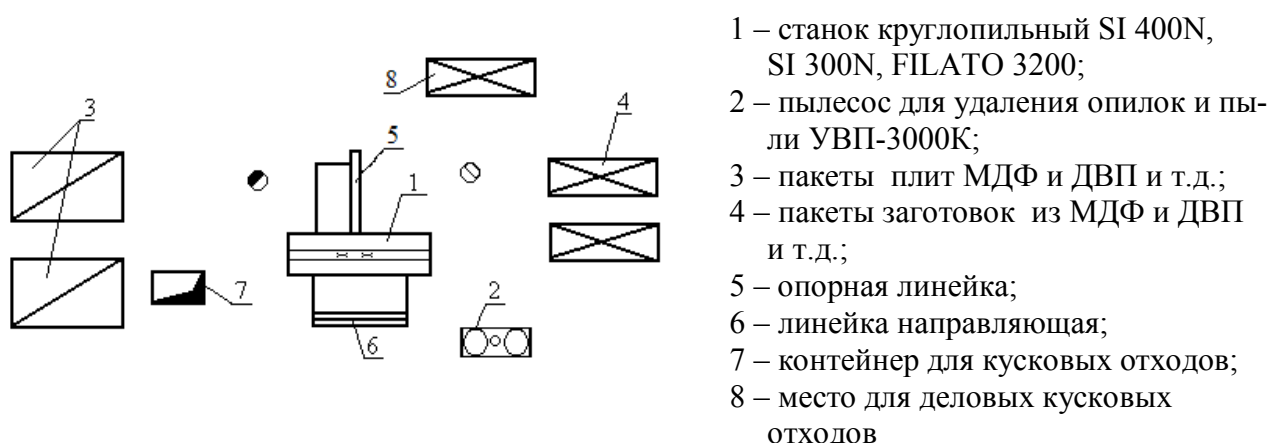 8
3
4
5
1
7
2
6
1 – станок круглопильный SI 400N,
SI 300N, FILATO 3200;
2 – пылесос для удаления опилок и пы-
ли УВП-3000К;
3 – пакеты плит МДФ и ДВП и т.д.;
4 – пакеты заготовок из МДФ и ДВП
и т.д.;
5 – опорная линейка;
6 – линейка направляющая;
7 – контейнер для кусковых отходов;
8 – место для деловых кусковых
отходов